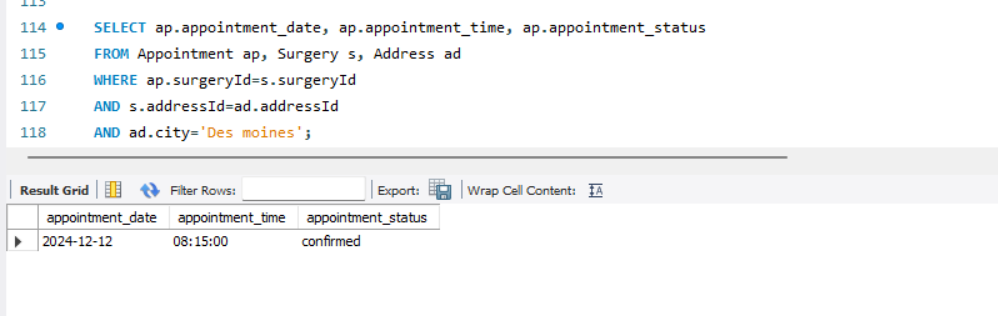 113
114 SELECT ap.appointment_date, ap.appointment_time, ap.appointment_status
115 FROM Appointment ap, Surgery s, Address ad
116 WHERE ap.surgeryId=s.surgeryId
117 AND s.addressId=ad.addressId
118 AND ad.city='Des moines';
Result Grid Filter Rows: Export: Wrap Cell Content:
appointment_date appointment_time appointment_status
2024-12-12 08:15:00 confirmed